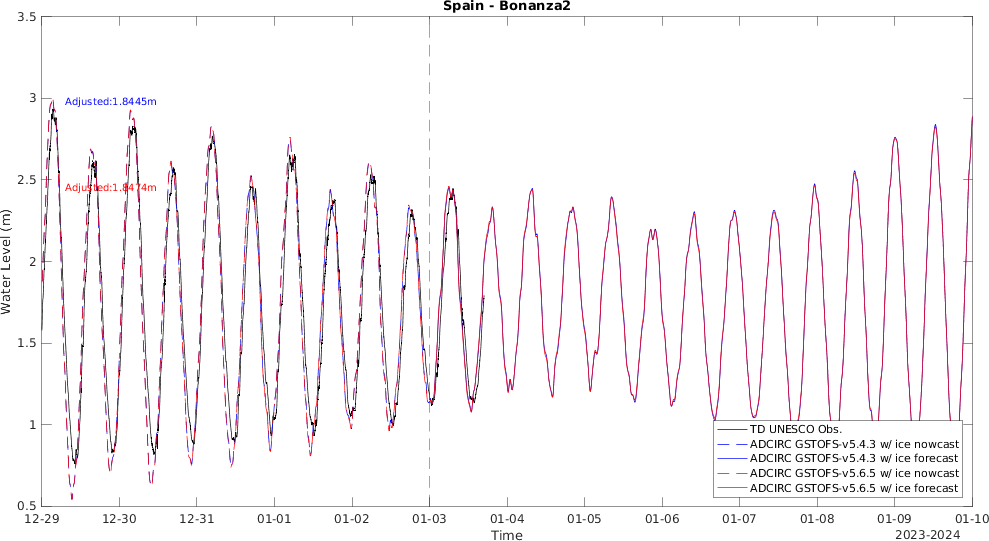 Spain - Bonanza2
3.5
3
2.5
2
1.5
1
0.5
Water Level (m)
Adjusted:1.8445m
Adjusted:1.8474m
TD UNESCO Obs.
ADCIRC GSTOFS-v5.4.3 w/ ice nowcast
ADCIRC GSTOFS-v5.4.3 w/ ice forecast
ADCIRC GSTOFS-v5.6.5 w/ ice nowcast
ADCIRC GSTOFS-v5.6.5 w/ ice forecast
12-29 12-30 12-31 01-01 01-02 01-03 01-04 01-05 01-06 01-07 01-08 01-09 01-10
2023-2024
Time